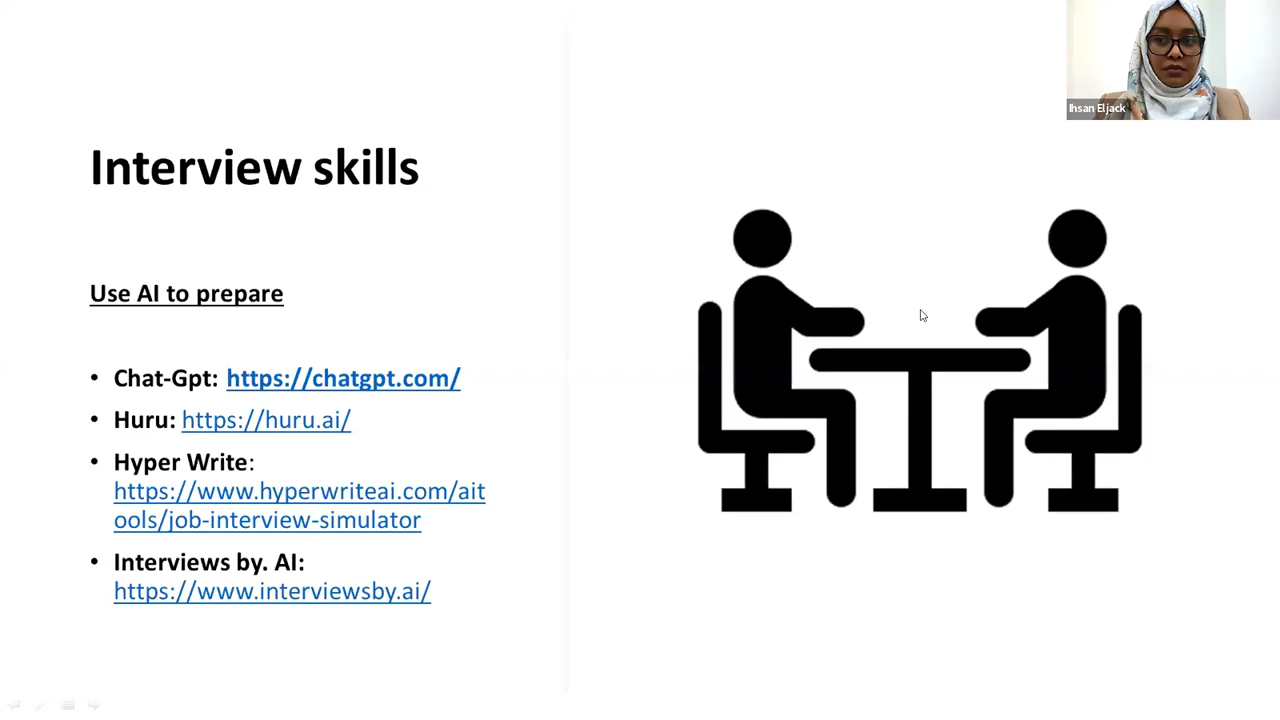 Interview skills
Ihsan Eljack
Use AI to prepare
• Chat-Gpt: https://chatgpt.com/
• Huru: https://huru.ai/
• Hyper Write:
https://www.hyperwriteai.com/ait
ools/job-interview-simulator
• Interviews by. AI:
https://www.interviewsby.ai/